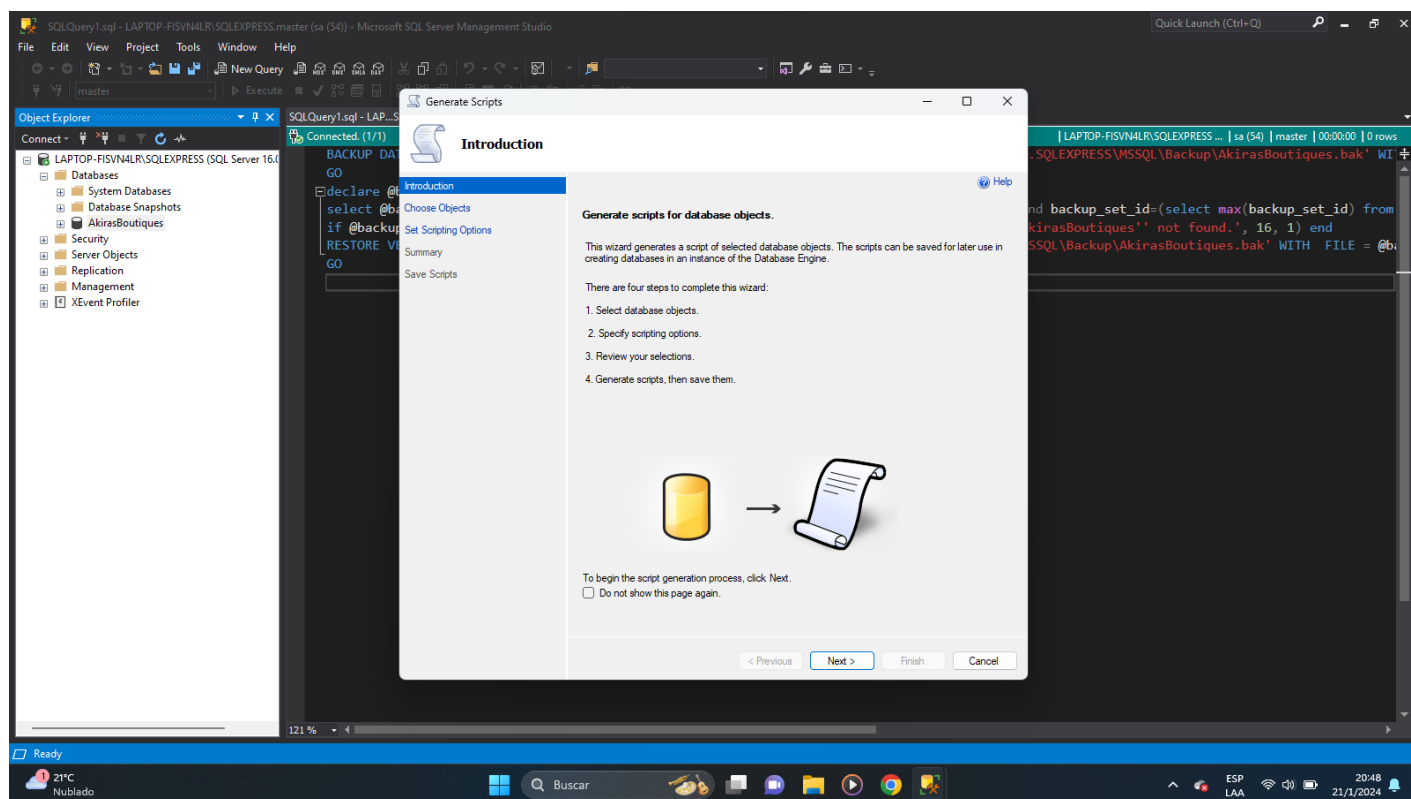 SQLQuery1.sql - LAPTOP-FISVN4LR\SQLEXPRESS.master (sa (54)) - Microsoft SQL Server Management Studio
Quick Launch (Ctrl+Q)
File Edit View Project Tools Window Help
New Query
MDX DMX XMLA DAX
master
Execute
Object Explorer
Connect
LAPTOP-FISVN4LR\SQLEXPRESS (SQL Server 16.0
Databases
System Databases
Database Snapshots
AkirasBoutiques
Security
Server Objects
Replication
Management
XEvent Profiler
SQLQuery1.sql - LAP...S
Connected. (1/1)
LAPTOP-FISVN4LR\SQLEXPRESS ... | sa (54) | master | 00:00:00 | 0 rows
BACKUP DA
.SQLEXPRESS\MSSQL\Backup\AkirasBoutiques.bak' WI
GO
declare @
select @ba
nd backup_set_id=(select max(backup_set_id) from
if @backup
kirasBoutiques'' not found.', 16, 1) end
RESTORE V
SSQL\Backup\AkirasBoutiques.bak' WITH FILE = @b
GO
Generate Scripts
Introduction
Introduction
Choose Objects
Set Scripting Options
Summary
Save Scripts
Help
Generate scripts for database objects.
This wizard generates a script of selected database objects. The scripts can be saved for later use in
creating databases in an instance of the Database Engine.
There are four steps to complete this wizard:
1. Select database objects.
2. Specify scripting options.
3. Review your selections.
4. Generate scripts, then save them.
To begin the script generation process, click Next.
Do not show this page again.
< Previous Next > Finish Cancel
121 %
Ready
1
21°C
Nublado
Buscar
ESP
LAA
20:48
21/1/2024